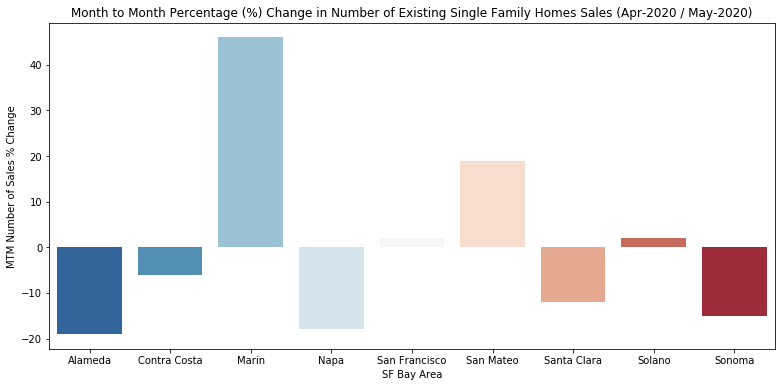 Month to Month Percentage (%) Change in Number of Existing Single Family Homes Sales (Apr-2020 / May-2020)
MTM Number of Sales % Change
40
30
20
10
0
−10
−20
Alameda Contra Costa Marin Napa San Francisco San Mateo Santa Clara Solano Sonoma
SF Bay Area